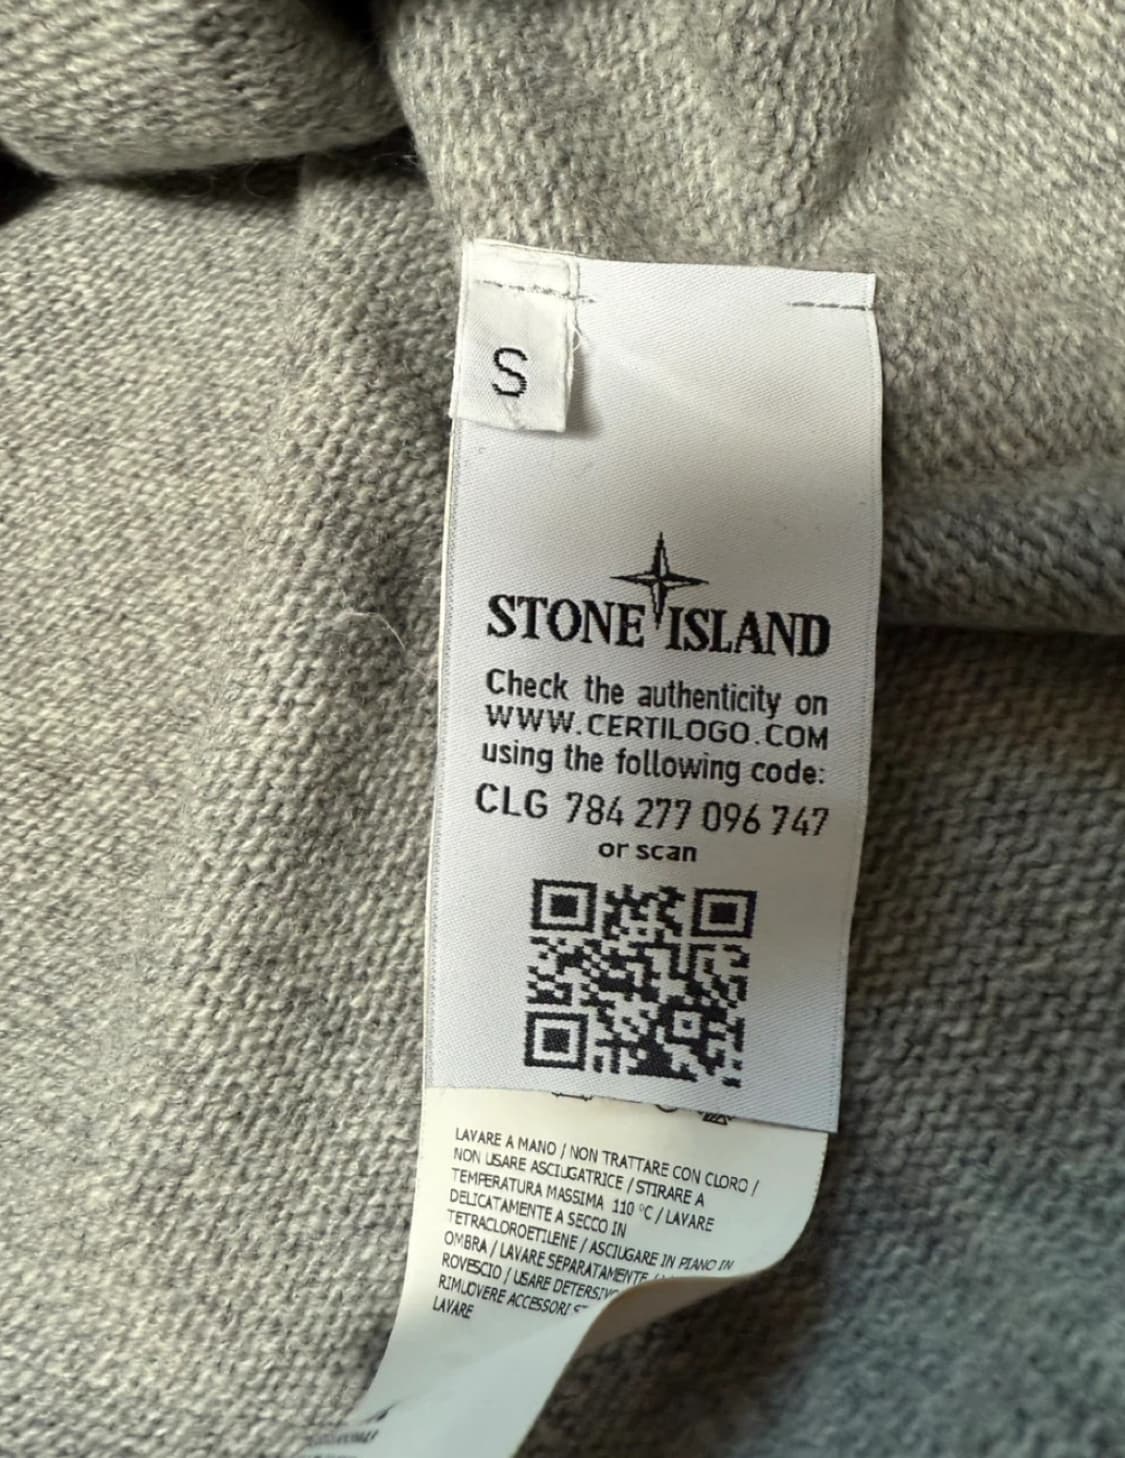 S
STONE ISLAND
Check the authenticity on
WWW.CERTILOGO.COM
using the following code:
CLG 784 277 096 747
or scan
LAVARE A MANO / NON TRATTARE CON CLORO /
NON USARE ASCIUGATRICE / STIRARE A
TEMPERATURA MASSIMA 110 °C / LAVARE
DELICATAMENTE A SECCO IN
TETRACLOROETILENE / ASCIUGARE IN PIANO IN
OMBRA / LAVARE SEPARATAMENTE /
ROVESCIO / USARE
RIMUOVERE ACCESSORI
LAVARE